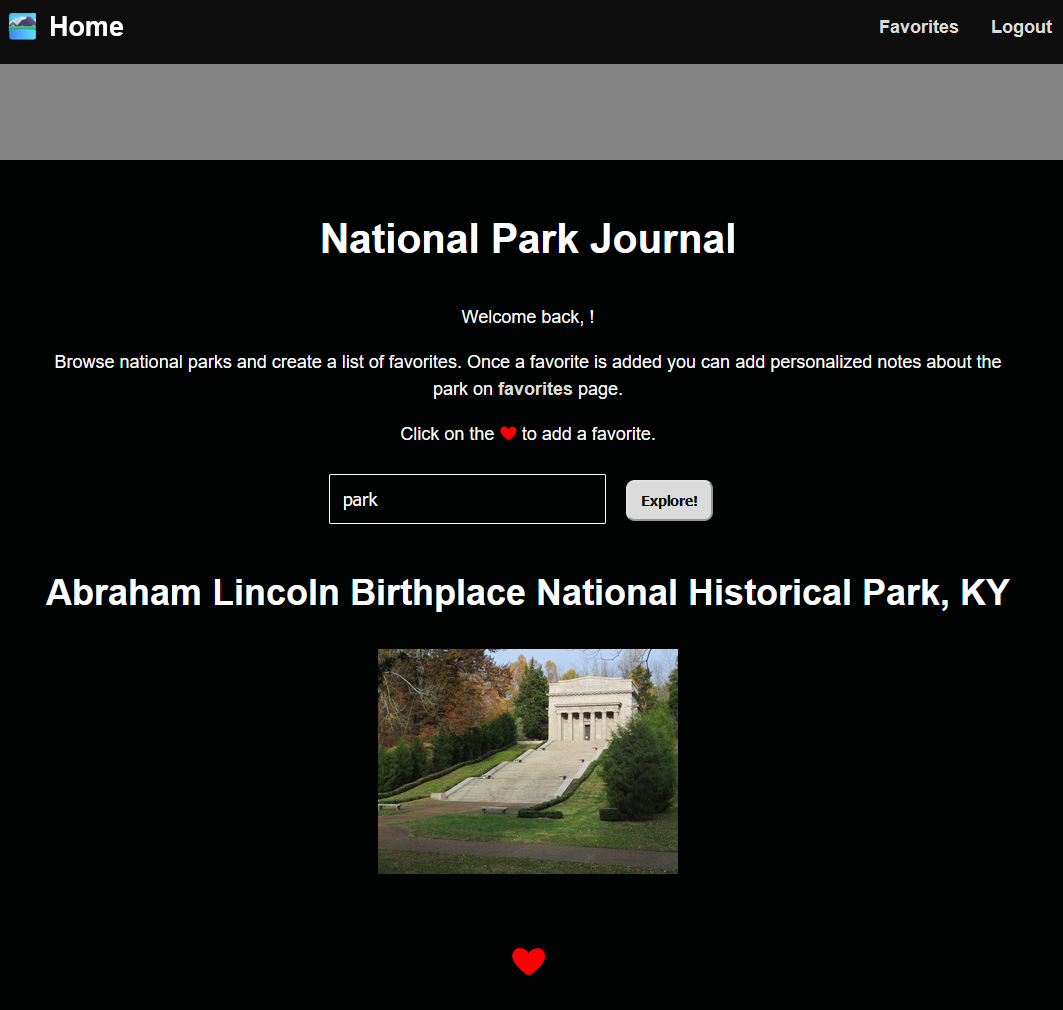 Home Favorites Logout
National Park Journal
Welcome back, !
Browse national parks and create a list of favorites. Once a favorite is added you can add personalized notes about the
park on favorites page.
Click on the ❤ to add a favorite.
park Explore!
Abraham Lincoln Birthplace National Historical Park, KY